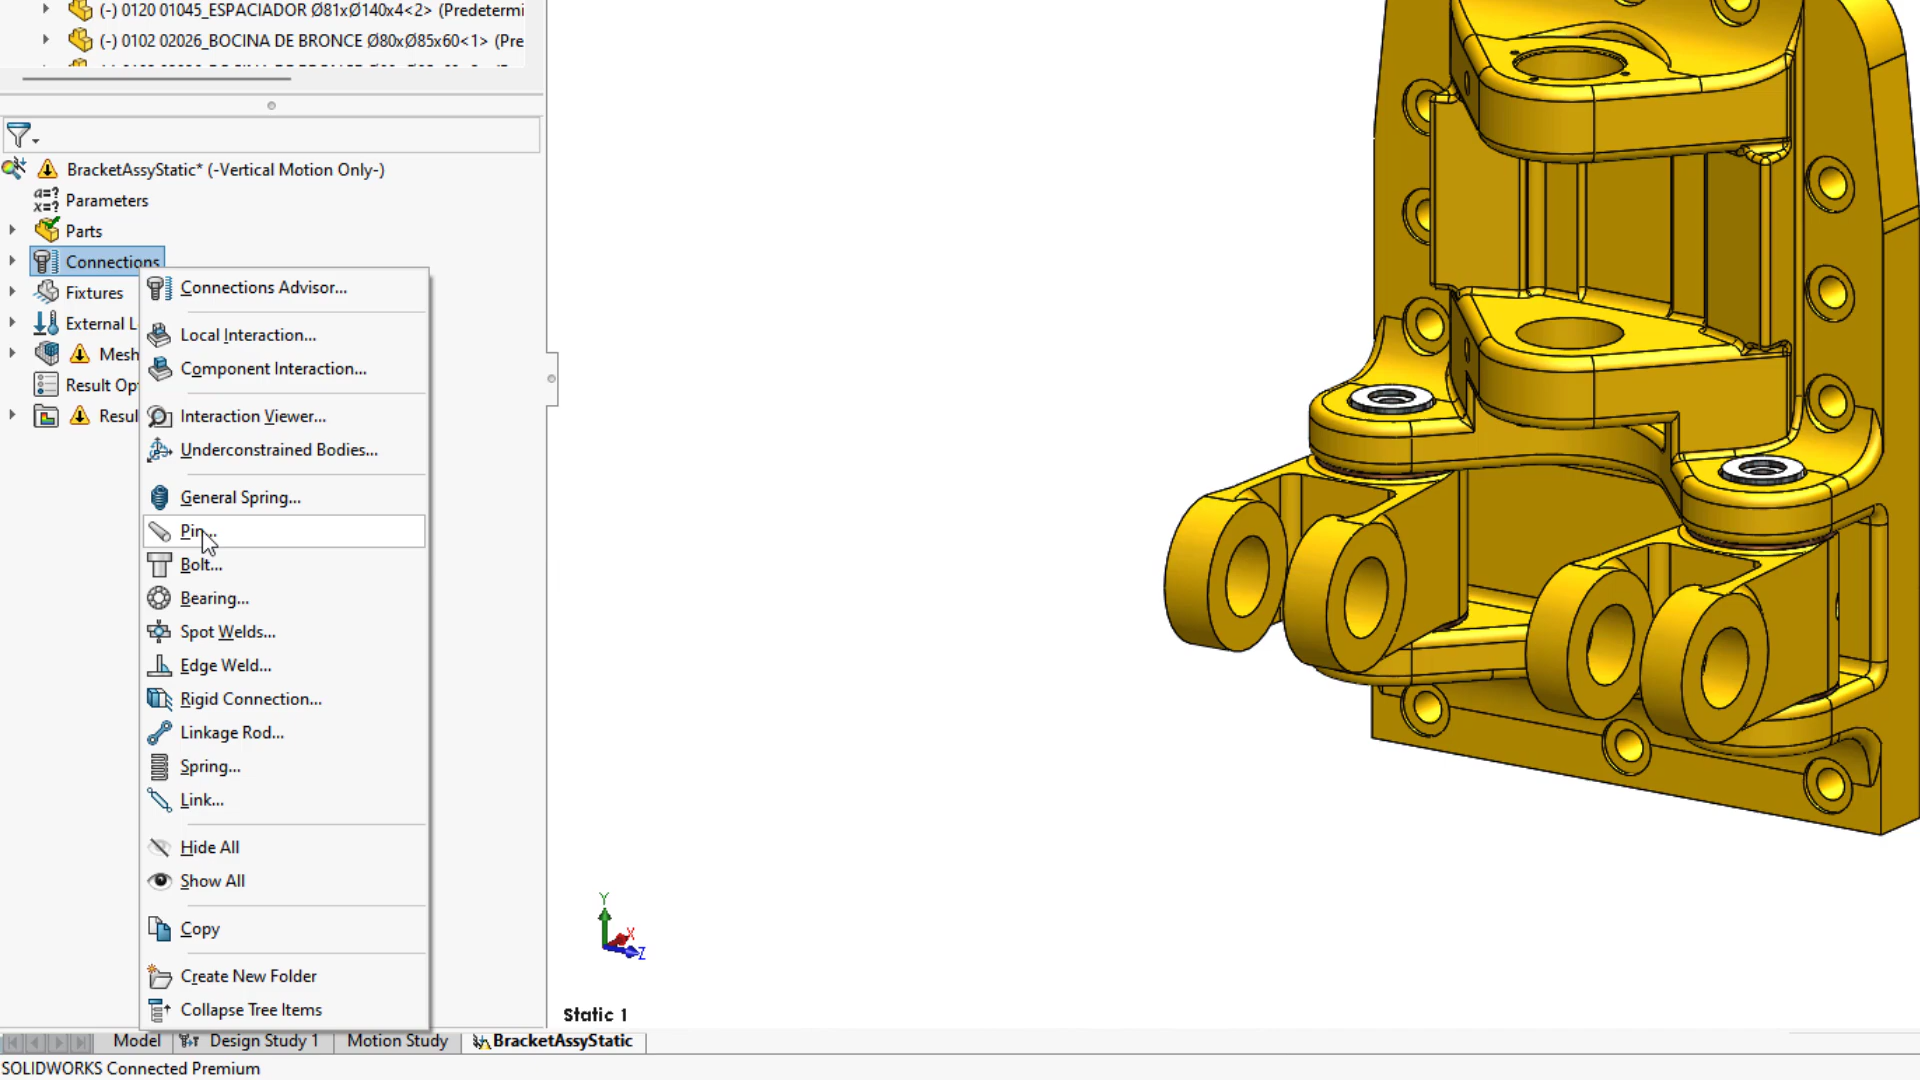 (-) 0120 01045_ESPACIADOR Ø81xØ140x4<2> (Predetermi
(-) 0102 02026_BOCINA DE BRONCE Ø80xØ85x60<1> (Pre
BracketAssyStatic* (-Vertical Motion Only-)
Parameters
Parts
Connections
Fixtures
External L
Mesh
Result Op
Resul
Connections Advisor...
Local Interaction...
Component Interaction...
Interaction Viewer...
Underconstrained Bodies...
General Spring...
Pin...
Bolt...
Bearing...
Spot Welds...
Edge Weld...
Rigid Connection...
Linkage Rod...
Spring...
Link...
Hide All
Show All
Copy
Create New Folder
Collapse Tree Items
Y
X
Z
Static 1
Model
Design Study 1
Motion Study
BracketAssyStatic
SOLIDWORKS Connected Premium